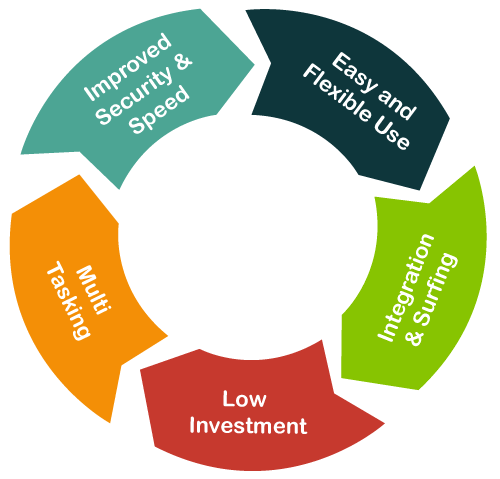 Improved
Security &
Speed
Easy and
Flexible Use
Integration
& Surfing
Low
Investment
Multi
Tasking